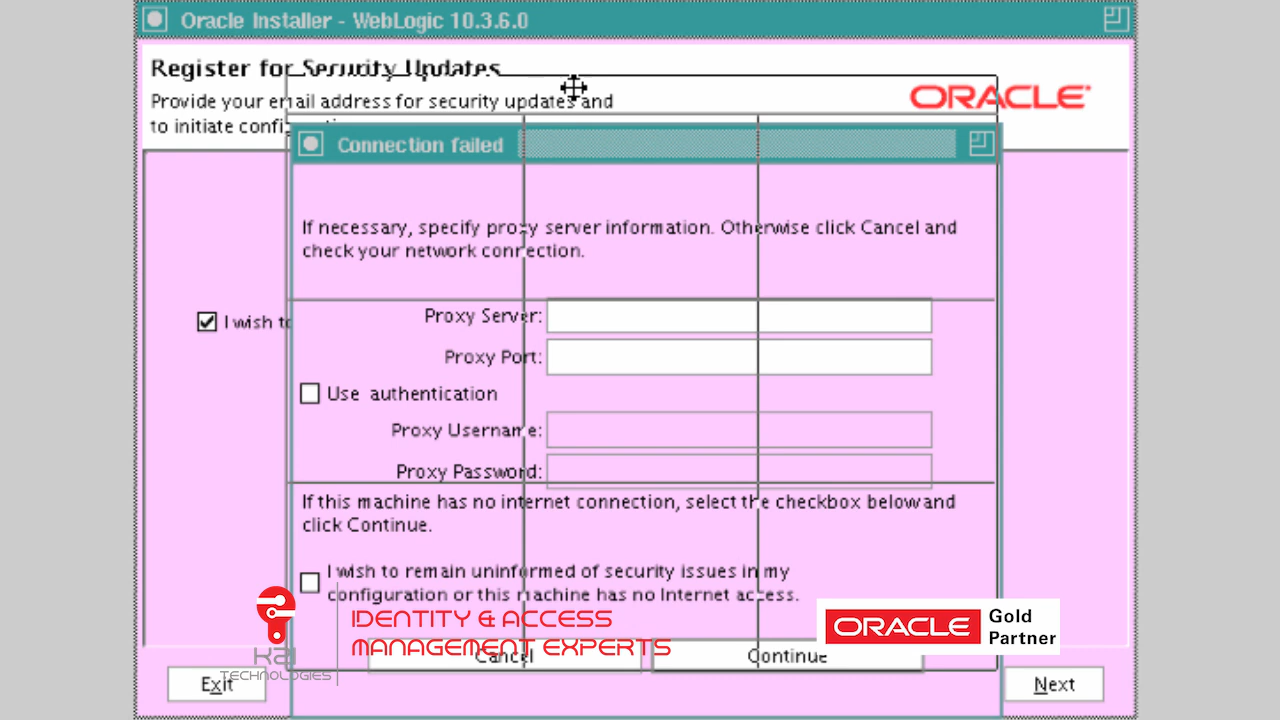 Oracle Installer - WebLogic 10.3.6.0
Register for Security Updates
Provide your email address for security updates and
to initiate
ORACLE
Connection failed
If necessary, specify proxy server information. Otherwise click Cancel and
check your network connection.
I wish to
Proxy Server:
Proxy Port:
Use authentication
Proxy Username:
Proxy Password:
If this machine has no internet connection, select the checkbox below and
click Continue.
I wish to remain uninformed of security issues in my
configuration or this machine has no Internet access.
IDENTITY & ACCESS
MANAGEMENT EXPERTS
K21
TECHNOLOGIES
ORACLE
Gold
Partner
Cancel
Continue
Exit
Next